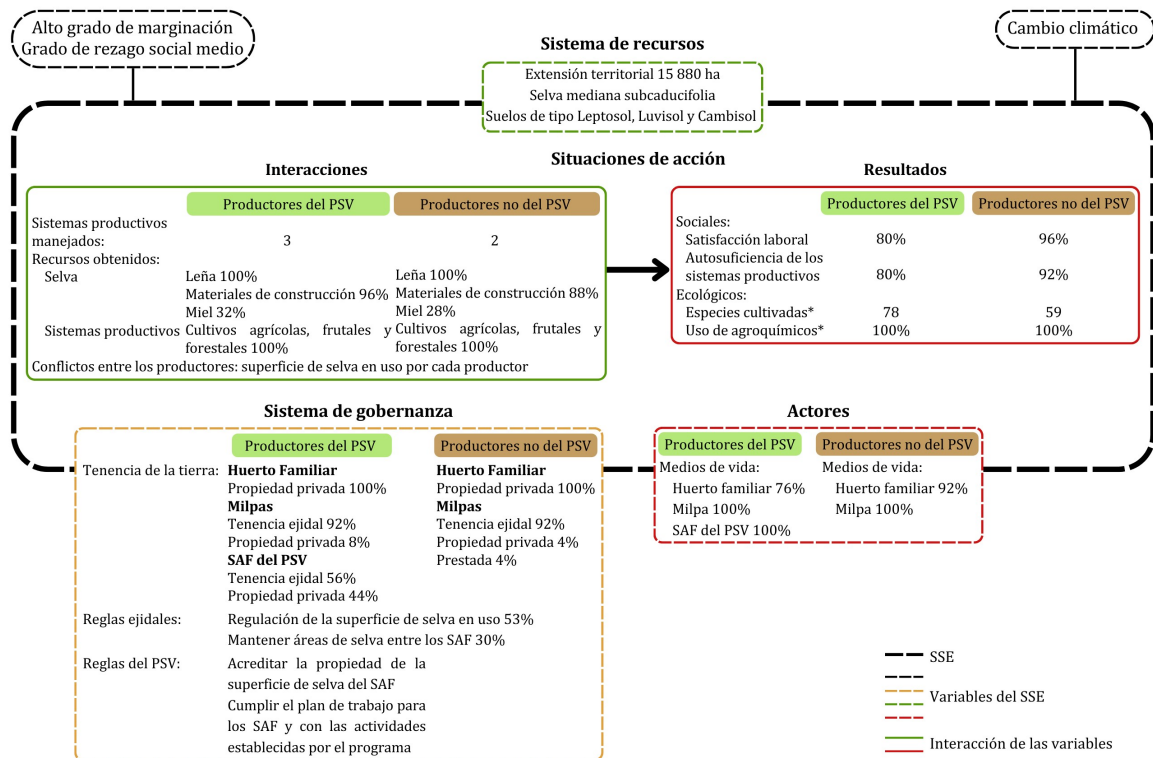 Alto grado de marginación
Grado de rezago social medio
Cambio climático
Sistema de recursos
Extensión territorial 15 880 ha
Selva mediana subcaducifolia
Suelos de tipo Leptosol, Luvisol y Cambisol
Situaciones de acción
Interacciones
Productores del PSV
Productores no del PSV
Sistemas productivos
manejados:
3
2
Recursos obtenidos:
Selva
Leña 100%
Materiales de construcción 96%
Miel 32%
Leña 100%
Materiales de construcción 88%
Miel 28%
Sistemas productivos
Cultivos agrícolas, frutales y
forestales 100%
Cultivos agrícolas, frutales y
forestales 100%
Conflictos entre los productores: superficie de selva en uso por cada productor
Resultados
Productores del PSV
Productores no del PSV
Sociales:
Satisfacción laboral
80%
96%
Autosuficiencia de los
sistemas productivos
80%
92%
Ecológicos:
Especies cultivadas*
78
59
Uso de agroquímicos*
100%
100%
Sistema de gobernanza
Productores del PSV
Productores no del PSV
Tenencia de la tierra:
Huerto Familiar
Propiedad privada 100%
Milpas
Tenencia ejidal 92%
Propiedad privada 8%
SAF del PSV
Tenencia ejidal 56%
Propiedad privada 44%
Huerto Familiar
Propiedad privada 100%
Milpas
Tenencia ejidal 92%
Propiedad privada 4%
Prestada 4%
Reglas ejidales:
Regulación de la superficie de selva en uso 53%
Mantener áreas de selva entre los SAF 30%
Reglas del PSV:
Acreditar la propiedad de la
superficie de selva del SAF
Cumplir el plan de trabajo para
los SAF y con las actividades
establecidas por el programa
Actores
Productores del PSV
Productores no del PSV
Medios de vida:
Huerto familiar 76%
Milpa 100%
SAF del PSV 100%
Medios de vida:
Huerto familiar 92%
Milpa 100%
SSE
Variables del SSE
Interacción de las variables